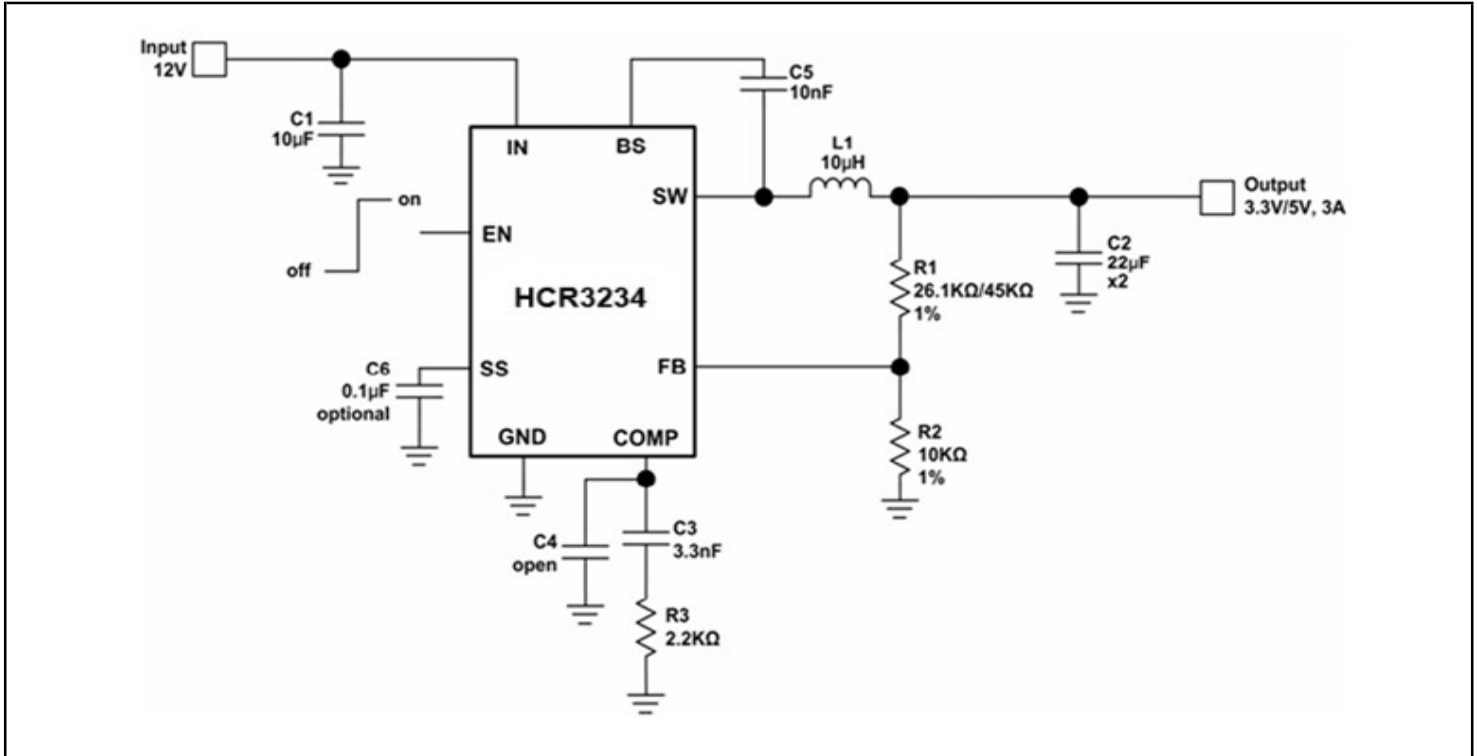 Input
12V
C1
10µF
on
off
EN
IN
BS
C5
10nF
SW
L1
10µH
Output
3.3V/5V, 3A
C2
22µF
x2
R1
26.1KΩ/45KΩ
1%
HCR3234
C6
0.1µF
optional
SS
FB
GND
COMP
R2
10KΩ
1%
C4
open
C3
3.3nF
R3
2.2KΩ